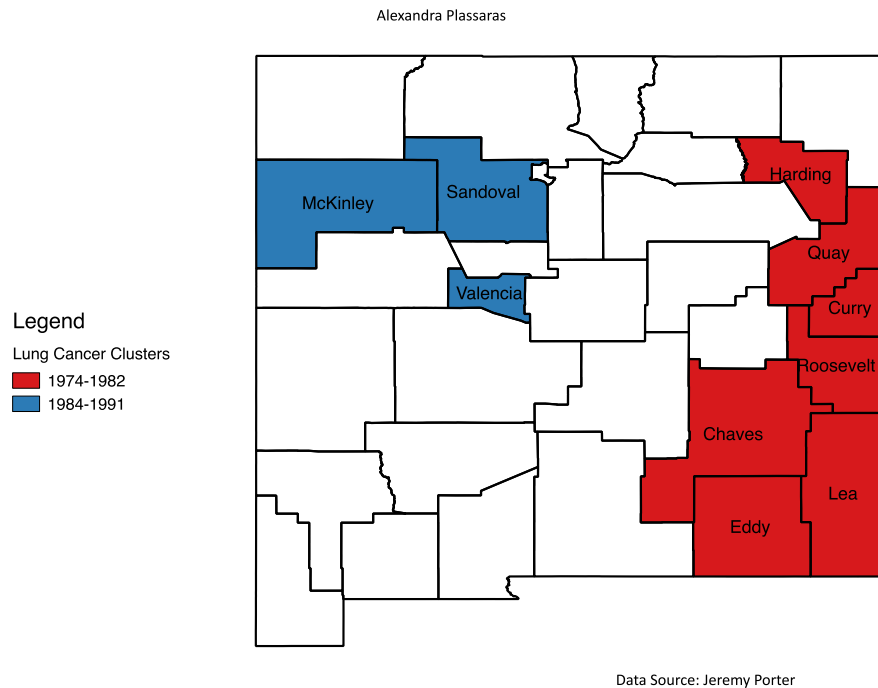 Alexandra Plassaras
Harding
Sandoval
McKinley
Quay
Valencia
Curry
Legend
Lung Cancer Clusters
Roosevelt
1974-1982
1984-1991
Chaves
Lea
Eddy
Data Source: Jeremy Porter